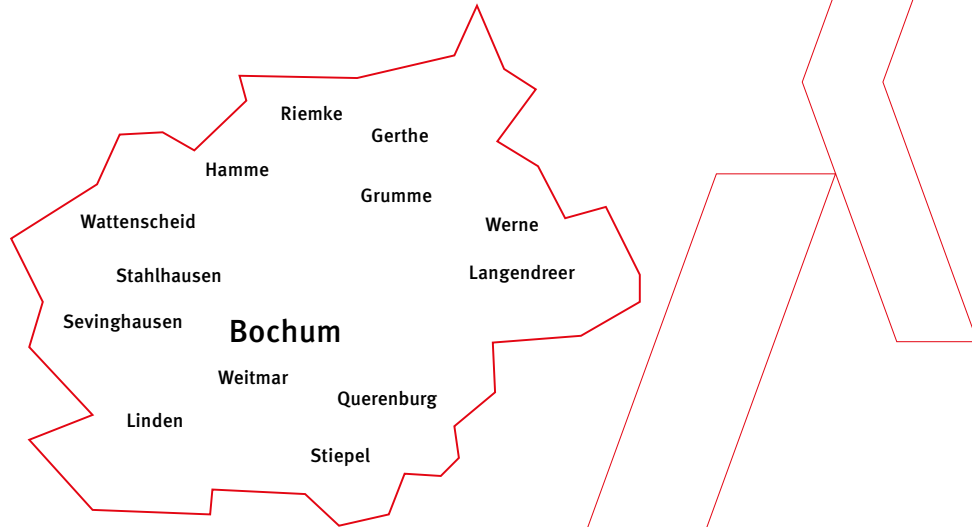 Riemke
Gerthe
Hamme
Grumme
Wattenscheid
Werne
Langendreer
Stahlhausen
Sevinghausen
Bochum
Weitmar
Querenburg
Linden
Stiepel